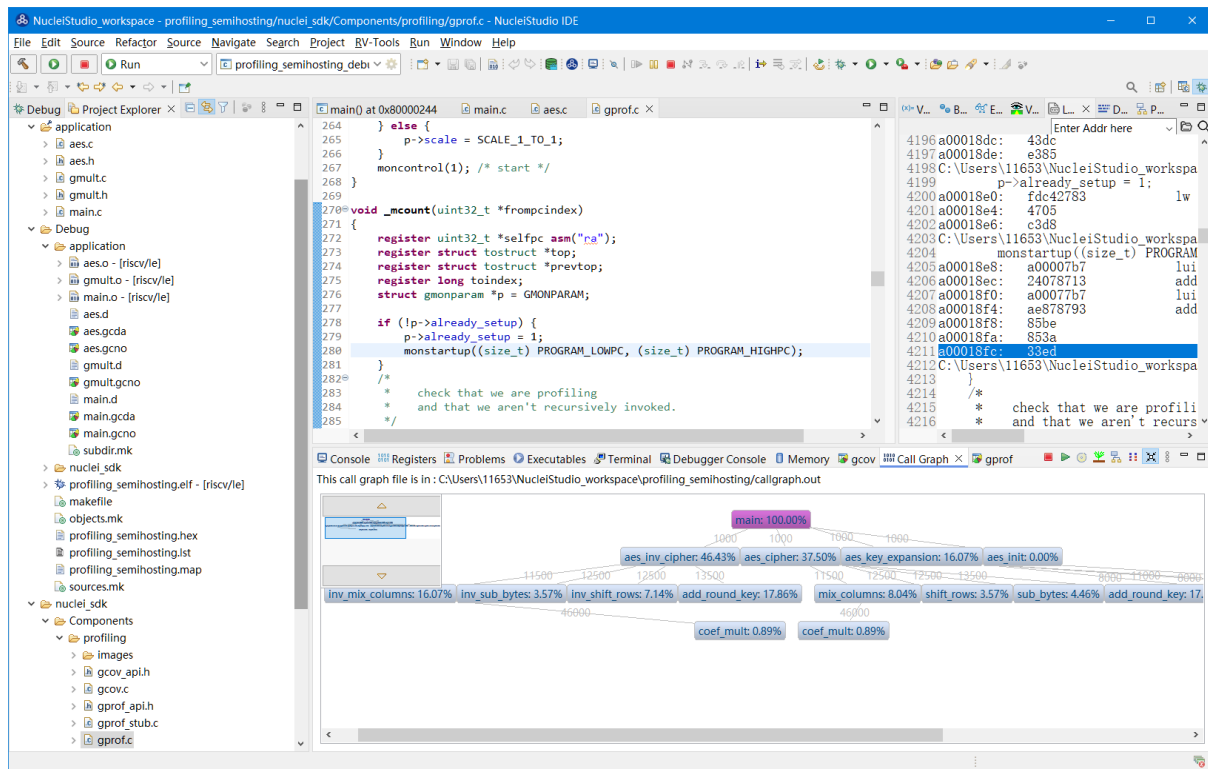 NucleiStudio_workspace - profiling_semihosting/nuclei_sdk/Components/profiling/gprof.c - NucleiStudio IDE
File Edit Source Refactor Source Navigate Search Project RV-Tools Run Window Help
Run
profiling_semihosting_debu
Debug
Project Explorer
application
aes.c
aes.h
gmult.c
gmult.h
main.c
Debug
application
aes.o - [riscv/le]
gmult.o - [riscv/le]
main.o - [riscv/le]
aes.d
aes.gcda
aes.gcno
gmult.d
gmult.gcno
main.d
main.gcda
main.gcno
subdir.mk
nuclei_sdk
profiling_semihosting.elf - [riscv/le]
makefile
objects.mk
profiling_semihosting.hex
profiling_semihosting.lst
profiling_semihosting.map
sources.mk
nuclei_sdk
Components
profiling
images
gcov_api.h
gcov.c
gprof_api.h
gprof_stub.c
gprof.c
main() at 0x80000244
main.c
aes.c
gprof.c
264 } else {
265 p->scale = SCALE_1_TO_1;
266 }
267 moncontrol(1); /* start */
268 }
269
270 void _mcount(uint32_t *frompcindex)
271 {
272 register uint32_t *selfpc asm("ra");
273 register struct tostruct *top;
274 register struct tostruct *prevtop;
275 register long toindex;
276 struct gmonparam *p = GMONPARAM;
277
278 if (!p->already_setup) {
279 p->already_setup = 1;
280 monstartup((size_t) PROGRAM_LOWPC, (size_t) PROGRAM_HIGHPC);
281 }
282 /*
283 * check that we are profiling
284 * and that we aren't recursively invoked.
285 */
V... B... E... V... L... D... P...
Enter Addr here
4196 a00018dc: 43dc
4197 a00018de: e385
4198 C:\Users\11653\NucleiStudio_workspa
4199 p->already_setup = 1;
4200 a00018e0: fdc42783 lw
4201 a00018e4: 4705
4202 a00018e6: c3d8
4203 C:\Users\11653\NucleiStudio_workspa
4204 monstartup((size_t) PROGRAM
4205 a00018e8: a00007b7 lui
4206 a00018ec: 24078713 add
4207 a00018f0: a00077b7 lui
4208 a00018f4: ae878793 add
4209 a00018f8: 85be
4210 a00018fa: 853a
4211 a00018fc: 33ed
4212 C:\Users\11653\NucleiStudio_workspa
4213 }
4214 /*
4215 * check that we are profili
4216 * and that we aren't recurs
Console Registers Problems Executables Terminal Debugger Console Memory gcov Call Graph gprof
This call graph file is in : C:\Users\11653\NucleiStudio_workspace\profiling_semihosting/callgraph.out
main: 100.00%
1000 1000 1000 1000
aes_inv_cipher: 46.43% aes_cipher: 37.50% aes_key_expansion: 16.07% aes_init: 0.00%
11500 12500 12500 13500 11500 12500 12500 13500 8000 11000 6000
inv_mix_columns: 16.07% inv_sub_bytes: 3.57% inv_shift_rows: 7.14% add_round_key: 17.86% mix_columns: 8.04% shift_rows: 3.57% sub_bytes: 4.46% add_round_key: 17.
46000 46000
coef_mult: 0.89% coef_mult: 0.89%